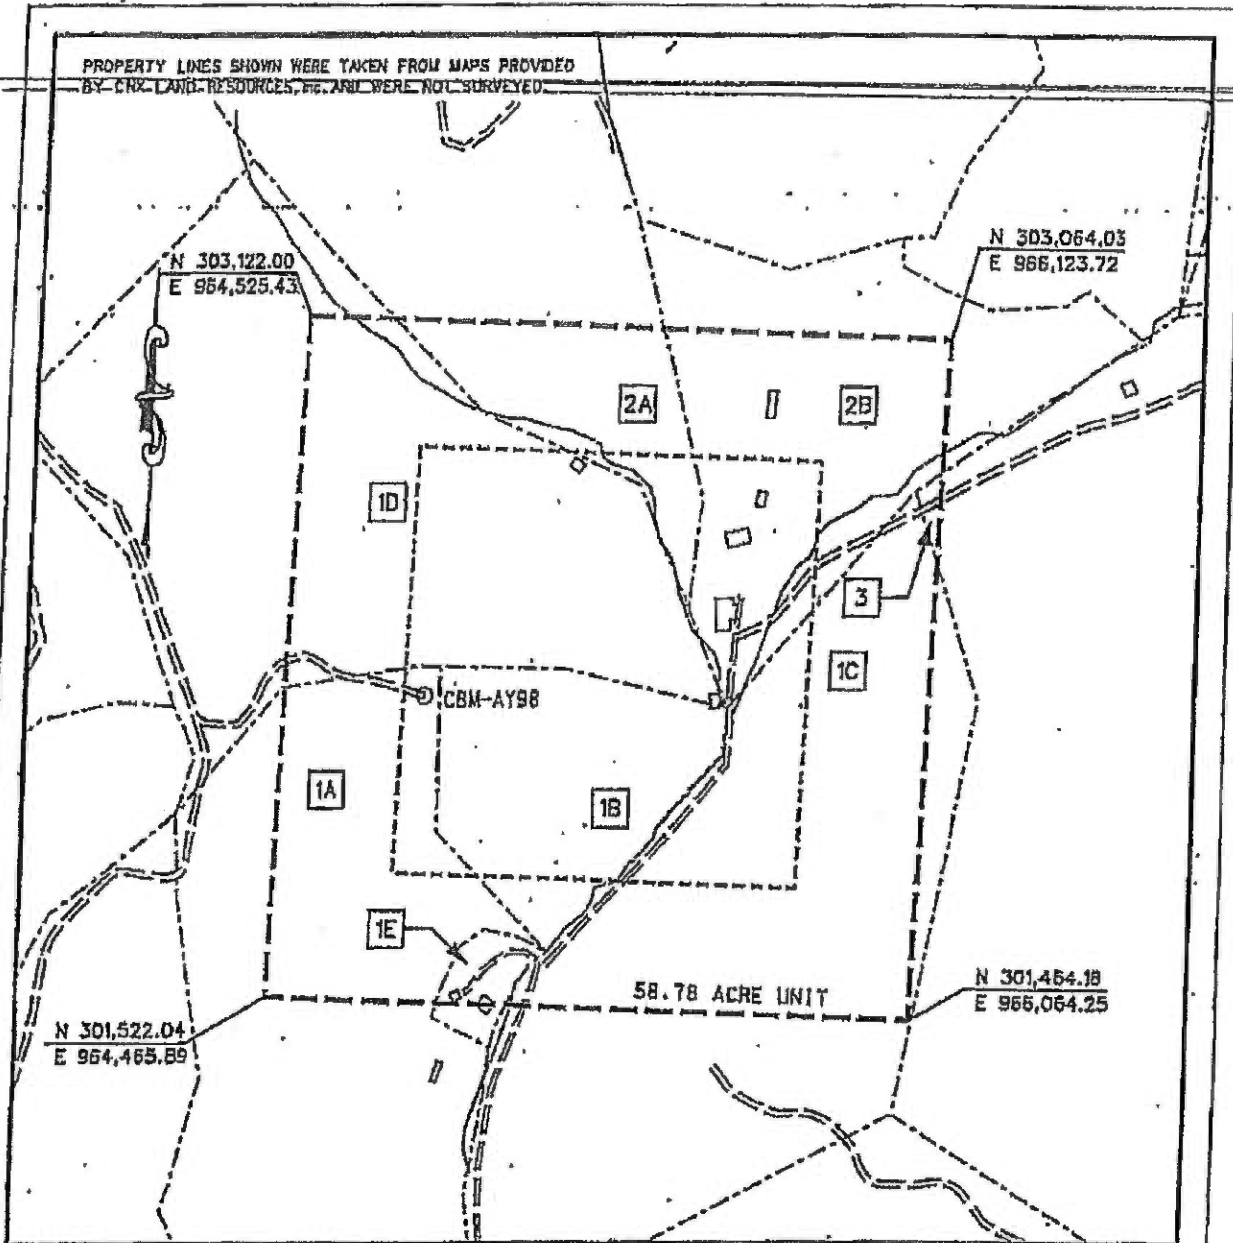 PROPERTY LINES SHOWN WERE TAKEN FROM MAPS PROVIDED
BY CNX LAND RESOURCES, INC. AND WERE NOT SURVEYED.
N 303,122.00
E 964,525.43
N 303,064.03
E 966,123.72
2A
2B
1D
3
1C
CBM-AY98
1A
1B
1E
58.78 ACRE UNIT
N 301,464.18
E 966,064.25
N 301,522.04
E 964,465.89